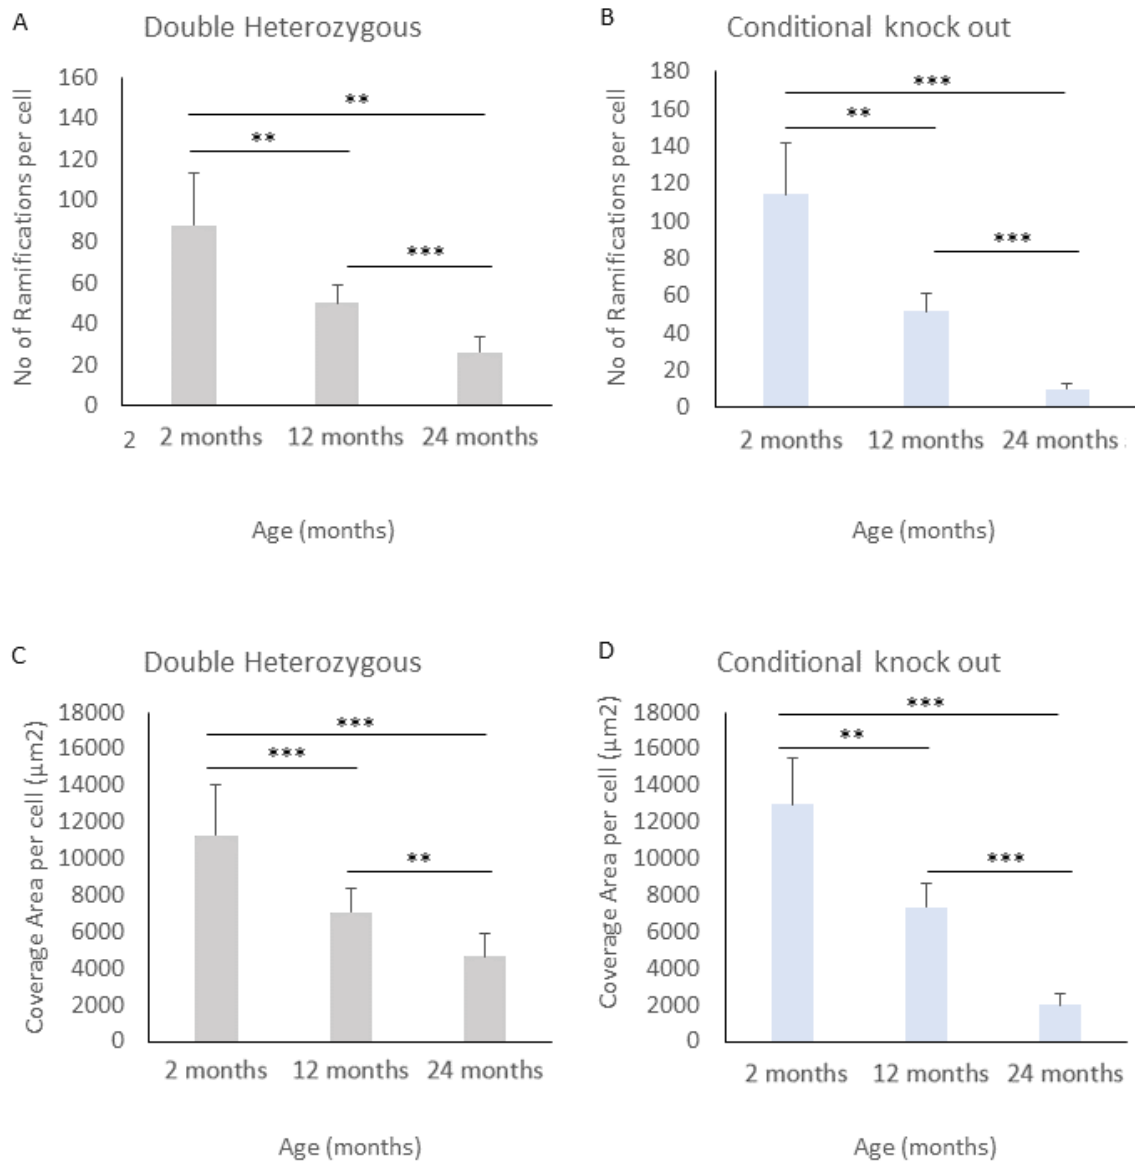 A
Double Heterozygous
No of Ramifications per cell
160
140
120
100
80
60
40
20
0
**
**
***
2 2 months 12 months 24 months
Age (months)
B
Conditional knock out
No of Ramifications per cell
180
160
140
120
100
80
60
40
20
0
***
**
***
2 months 12 months 24 months
Age (months)
C
Double Heterozygous
Coverage Area per cell (µm2)
18000
16000
14000
12000
10000
8000
6000
4000
2000
0
***
***
**
2 months 12 months 24 months
Age (months)
D
Conditional knock out
Coverage Area per cell (µm2)
18000
16000
14000
12000
10000
8000
6000
4000
2000
0
***
**
***
2 months 12 months 24 months
Age (months)